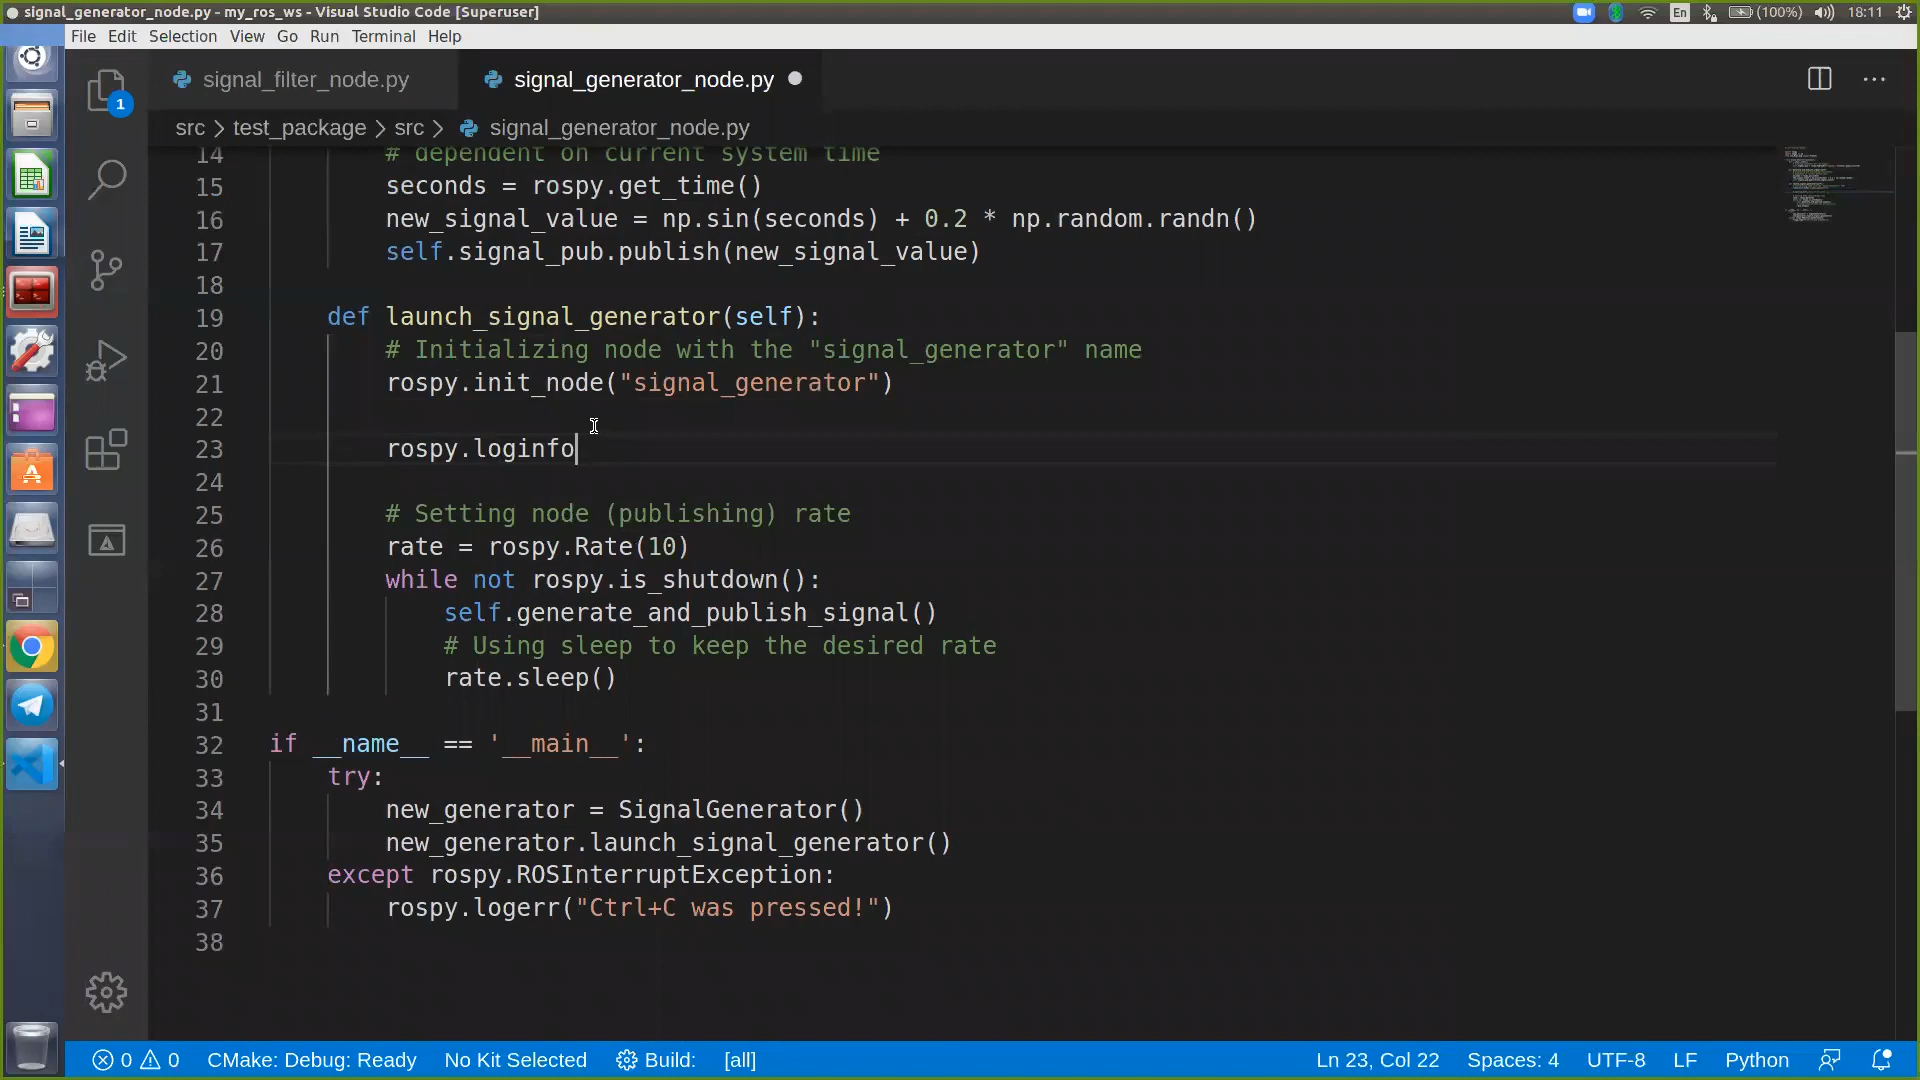 signal_generator_node.py - my_ros_ws - Visual Studio Code [Superuser]
En
(100%)
18:11
File Edit Selection View Go Run Terminal Help
1
signal_filter_node.py
signal_generator_node.py
src > test_package > src > signal_generator_node.py
14 # dependent on current system time
15 seconds = rospy.get_time()
16 new_signal_value = np.sin(seconds) + 0.2 * np.random.randn()
17 self.signal_pub.publish(new_signal_value)
18
19 def launch_signal_generator(self):
20 # Initializing node with the "signal_generator" name
21 rospy.init_node("signal_generator")
22
23 rospy.loginfo
24
25 # Setting node (publishing) rate
26 rate = rospy.Rate(10)
27 while not rospy.is_shutdown():
28 self.generate_and_publish_signal()
29 # Using sleep to keep the desired rate
30 rate.sleep()
31
32 if __name__ == '__main__':
33 try:
34 new_generator = SignalGenerator()
35 new_generator.launch_signal_generator()
36 except rospy.ROSInterruptException:
37 rospy.logerr("Ctrl+C was pressed!")
38
0 0 CMake: Debug: Ready No Kit Selected Build: [all] Ln 23, Col 22 Spaces: 4 UTF-8 LF Python